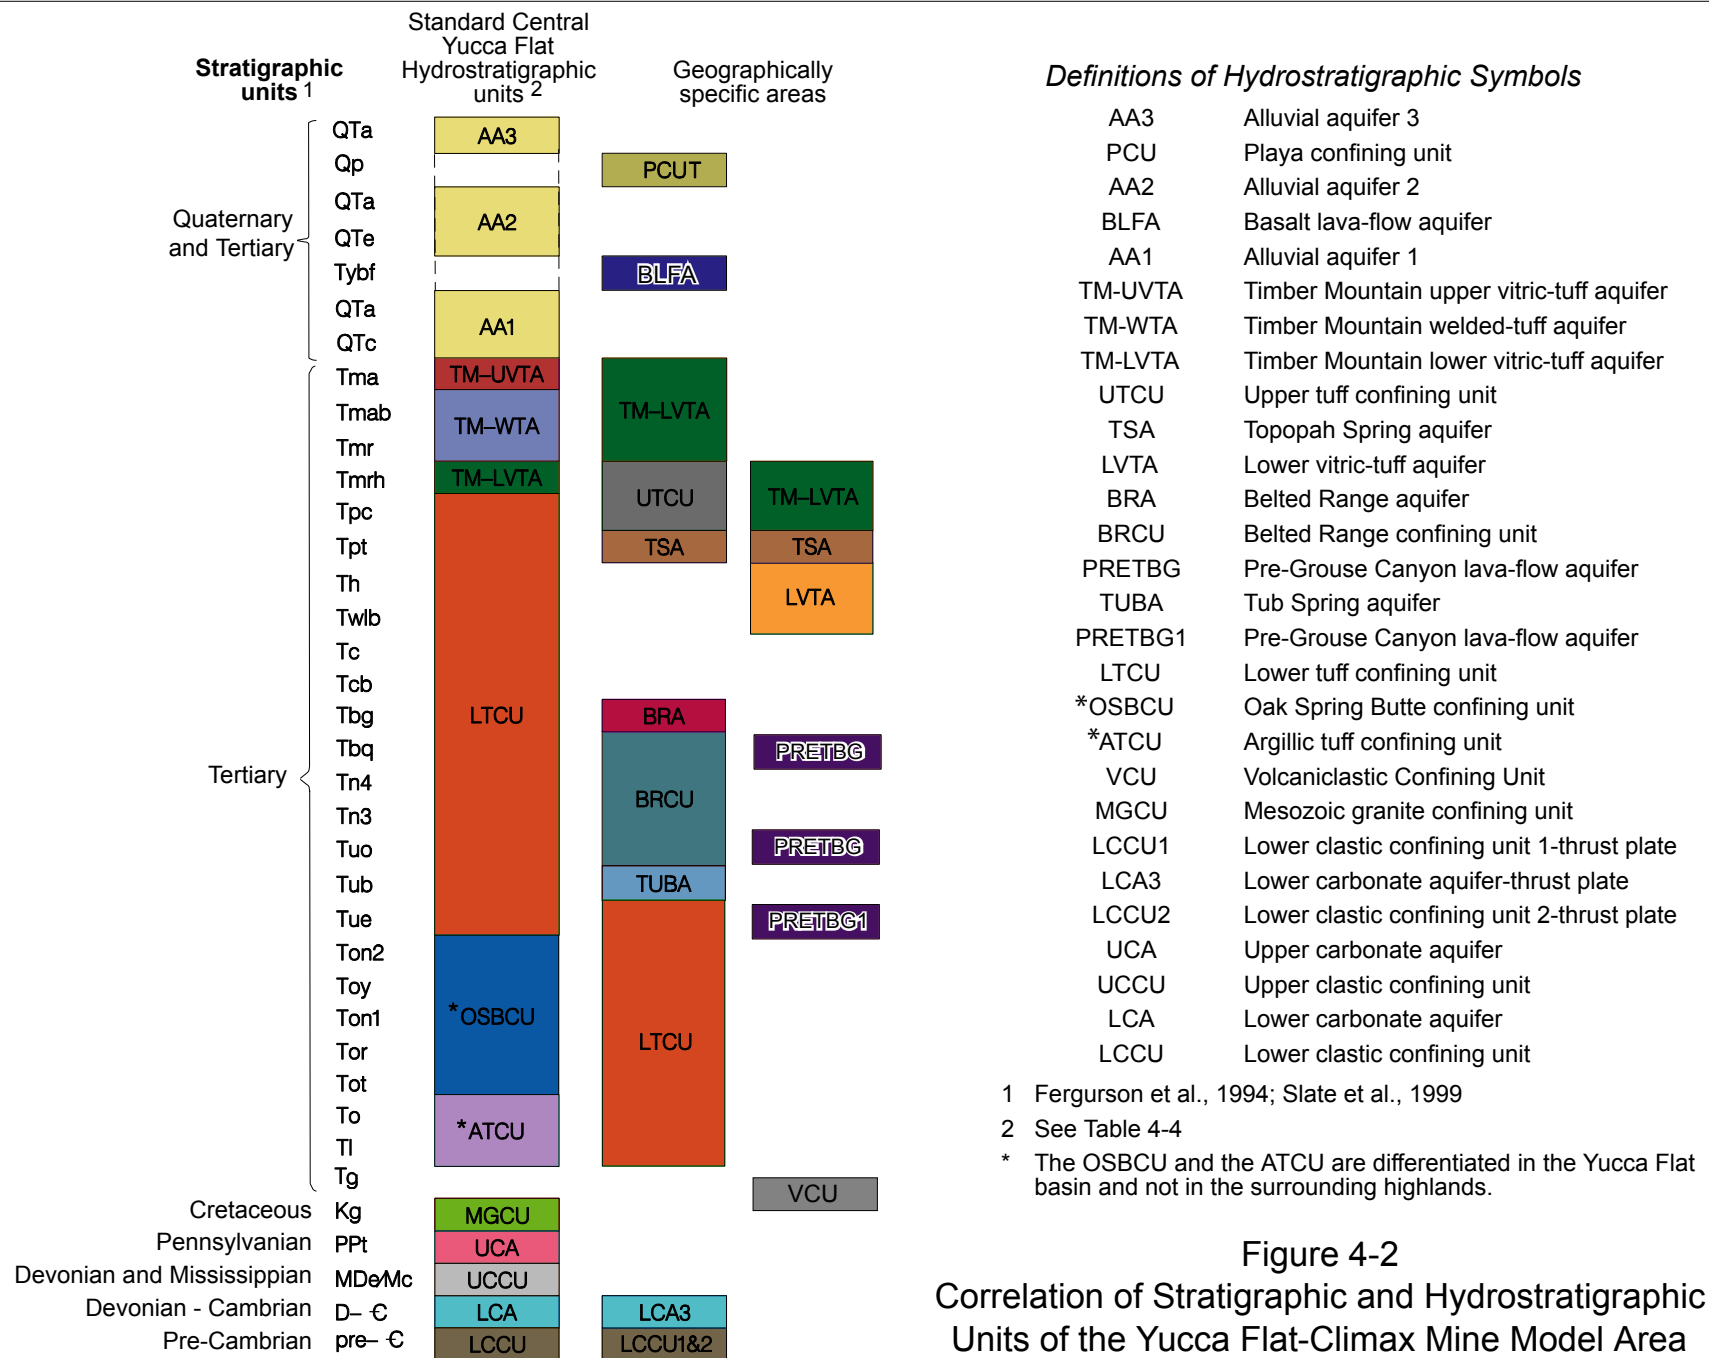 Stratigraphic
units 1
Standard Central
Yucca Flat
Hydrostratigraphic
units 2
Geographically
specific areas
Quaternary
and Tertiary
QTa
Qp
QTa
QTe
Tybf
QTa
QTc
Tertiary
Tma
Tmab
Tmr
Tmrh
Tpc
Tpt
Th
Twlb
Tc
Tcb
Tbg
Tbq
Tn4
Tn3
Tuo
Tub
Tue
Ton2
Toy
Ton1
Tor
Tot
To
Tl
Tg
Cretaceous Kg
Pennsylvanian PPt
Devonian and Mississippian MDe/Mc
Devonian - Cambrian D– Є
Pre-Cambrian pre– Є
AA3
AA2
AA1
TM–UVTA
TM–WTA
TM–LVTA
LTCU
*OSBCU
*ATCU
MGCU
UCA
UCCU
LCA
LCCU
PCUT
BLFA
TM–LVTA
UTCU
TSA
BRA
BRCU
TUBA
LTCU
LCA3
LCCU1&2
TM–LVTA
TSA
LVTA
PRETBG
PRETBG
PRETBG1
VCU
Definitions of Hydrostratigraphic Symbols
AA3 Alluvial aquifer 3
PCU Playa confining unit
AA2 Alluvial aquifer 2
BLFA Basalt lava-flow aquifer
AA1 Alluvial aquifer 1
TM-UVTA Timber Mountain upper vitric-tuff aquifer
TM-WTA Timber Mountain welded-tuff aquifer
TM-LVTA Timber Mountain lower vitric-tuff aquifer
UTCU Upper tuff confining unit
TSA Topopah Spring aquifer
LVTA Lower vitric-tuff aquifer
BRA Belted Range aquifer
BRCU Belted Range confining unit
PRETBG Pre-Grouse Canyon lava-flow aquifer
TUBA Tub Spring aquifer
PRETBG1 Pre-Grouse Canyon lava-flow aquifer
LTCU Lower tuff confining unit
*OSBCU Oak Spring Butte confining unit
*ATCU Argillic tuff confining unit
VCU Volcaniclastic Confining Unit
MGCU Mesozoic granite confining unit
LCCU1 Lower clastic confining unit 1-thrust plate
LCA3 Lower carbonate aquifer-thrust plate
LCCU2 Lower clastic confining unit 2-thrust plate
UCA Upper carbonate aquifer
UCCU Upper clastic confining unit
LCA Lower carbonate aquifer
LCCU Lower clastic confining unit
1 Fergurson et al., 1994; Slate et al., 1999
2 See Table 4-4
* The OSBCU and the ATCU are differentiated in the Yucca Flat
basin and not in the surrounding highlands.
Figure 4-2
Correlation of Stratigraphic and Hydrostratigraphic
Units of the Yucca Flat-Climax Mine Model Area